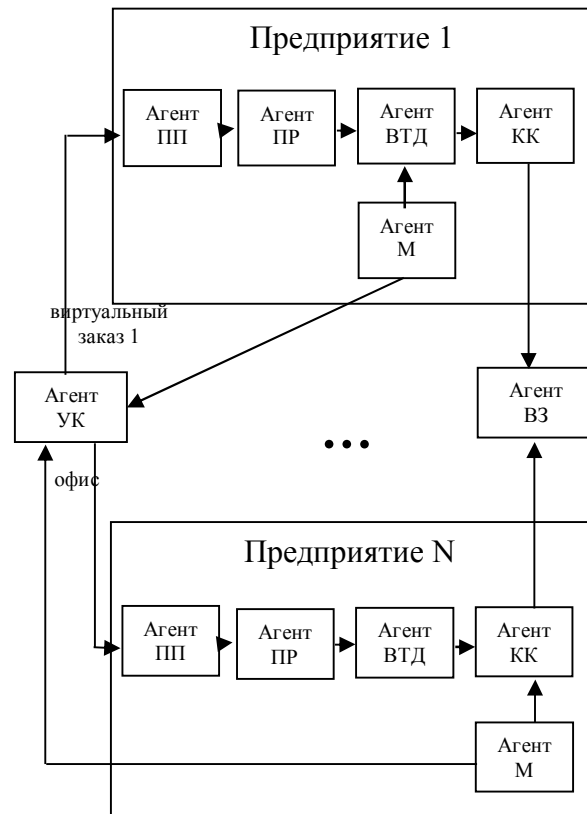 Предприятие 1
Агент
ПП
Агент
ПР
Агент
ВТД
Агент
КК
Агент
М
виртуальный
заказ 1
Агент
УК
...
Агент
ВЗ
офис
Предприятие N
Агент
ПП
Агент
ПР
Агент
ВТД
Агент
КК
Агент
М